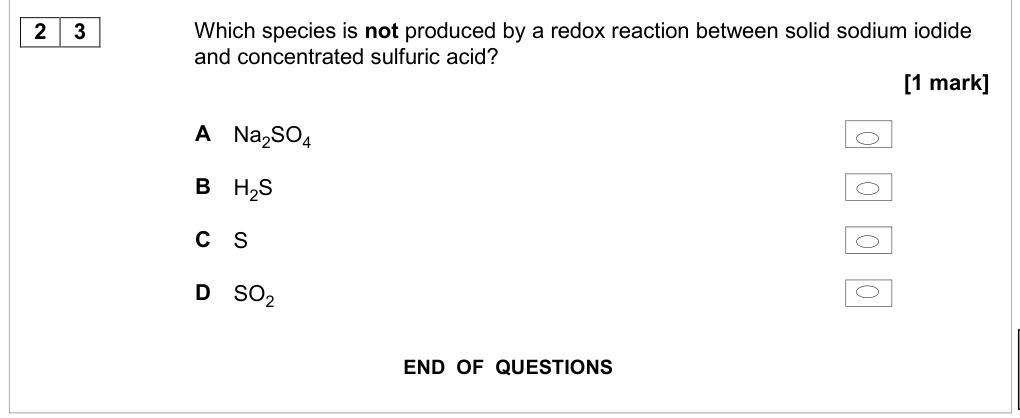 2 3 Which species is not produced by a redox reaction between solid sodium iodide
and concentrated sulfuric acid?
[1 mark]
A Na₂SO₄
B H₂S
C S
D SO₂
END OF QUESTIONS